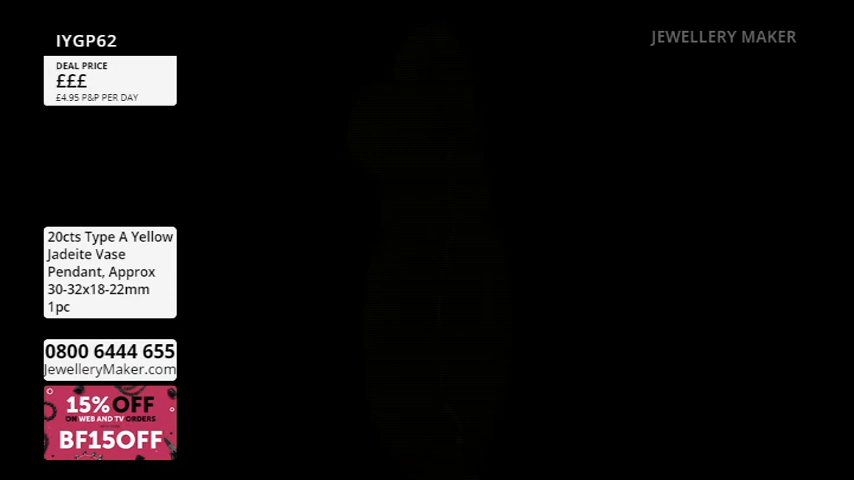 IYGP62
JEWELLERY MAKER
DEAL PRICE
£££
£4.95 P&P PER DAY
20cts Type A Yellow
Jadeite Vase
Pendant, Approx
30-32x18-22mm
1pc
0800 6444 655
JewelleryMaker.com
15% OFF
ON WEB AND TV ORDERS
BF15OFF